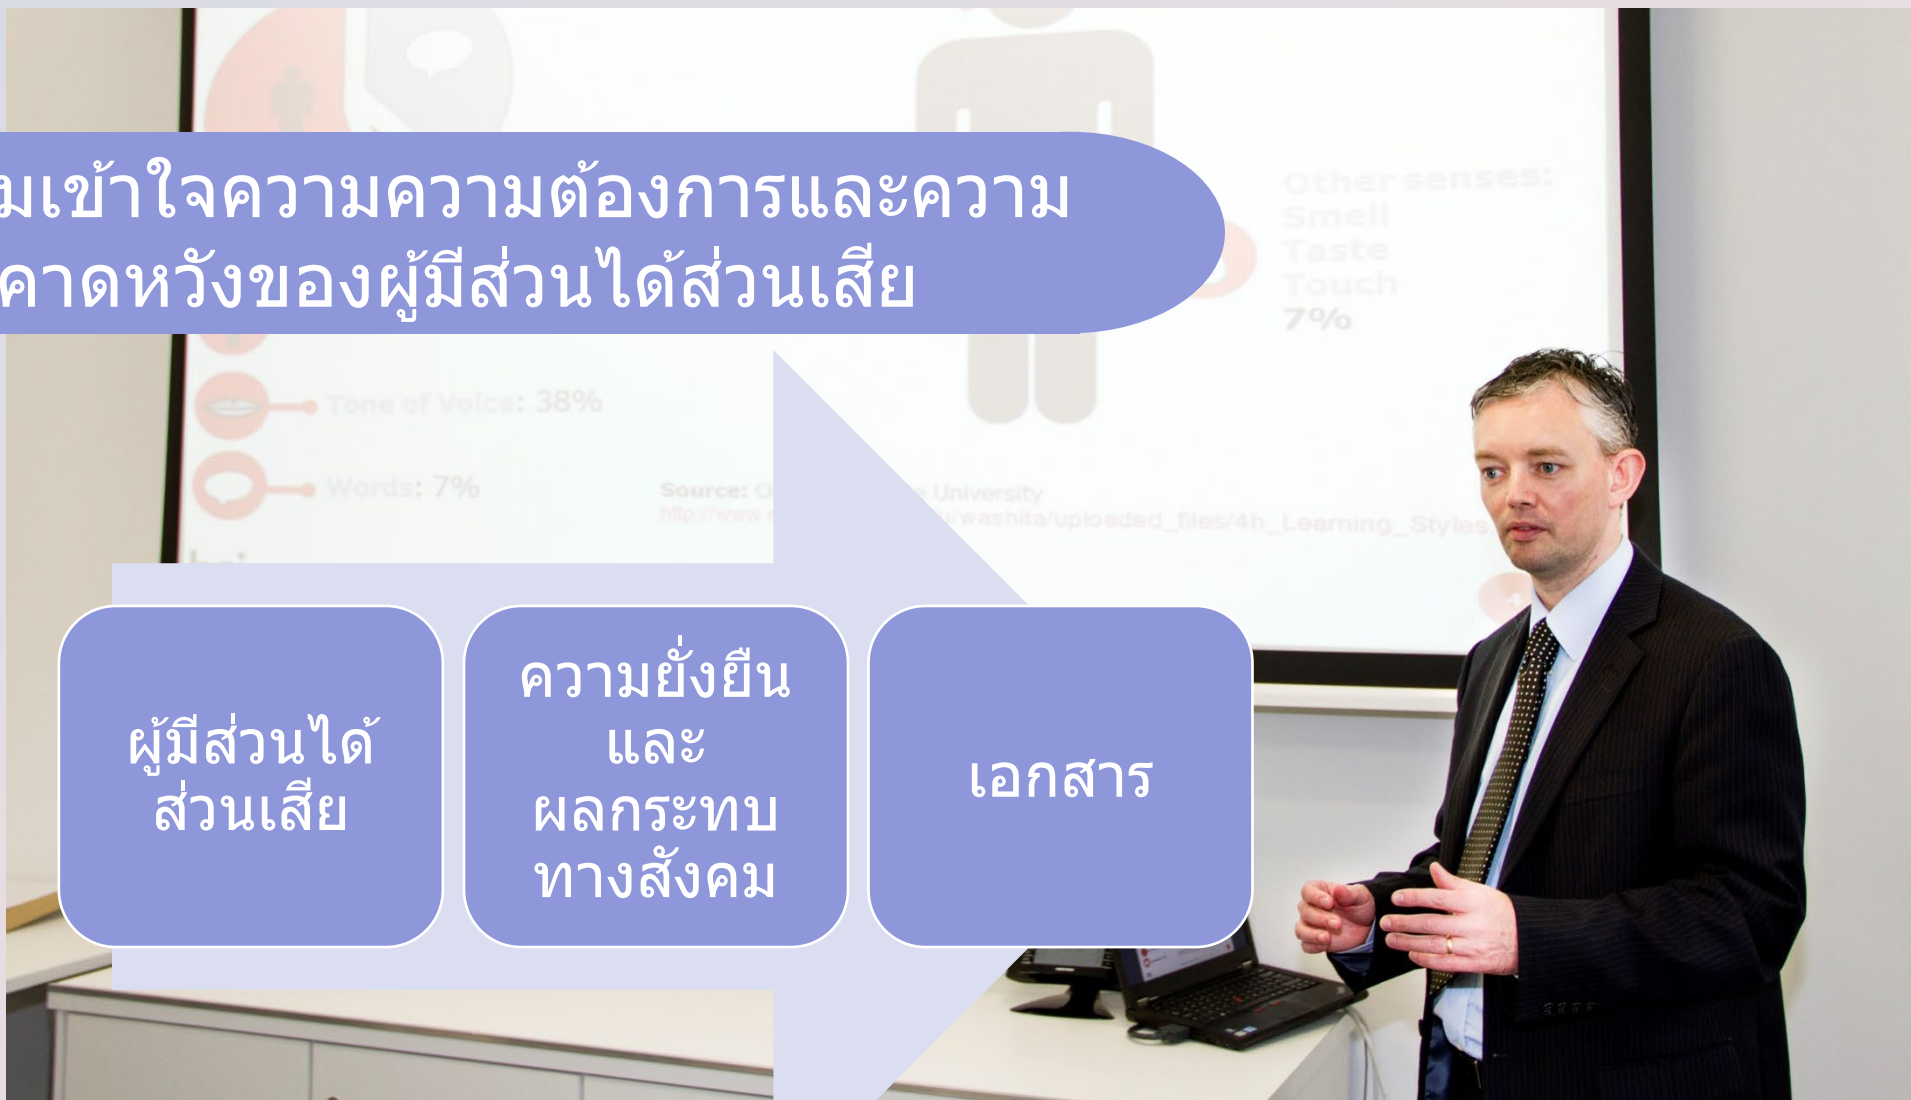 มเข้าใจความความต้องการและความ
คาดหวังของผู้มีส่วนได้ส่วนเสีย
Other senses:
Smell
Taste
Touch
7%
Tone of Voice: 38%
Words: 7%
Source:
University
http://www.
/washita/uploaded_files/4h_Learning_Styles
ผู้มีส่วนได้
ส่วนเสีย
ความยั่งยืน
และ
ผลกระทบ
ทางสังคม
เอกสาร